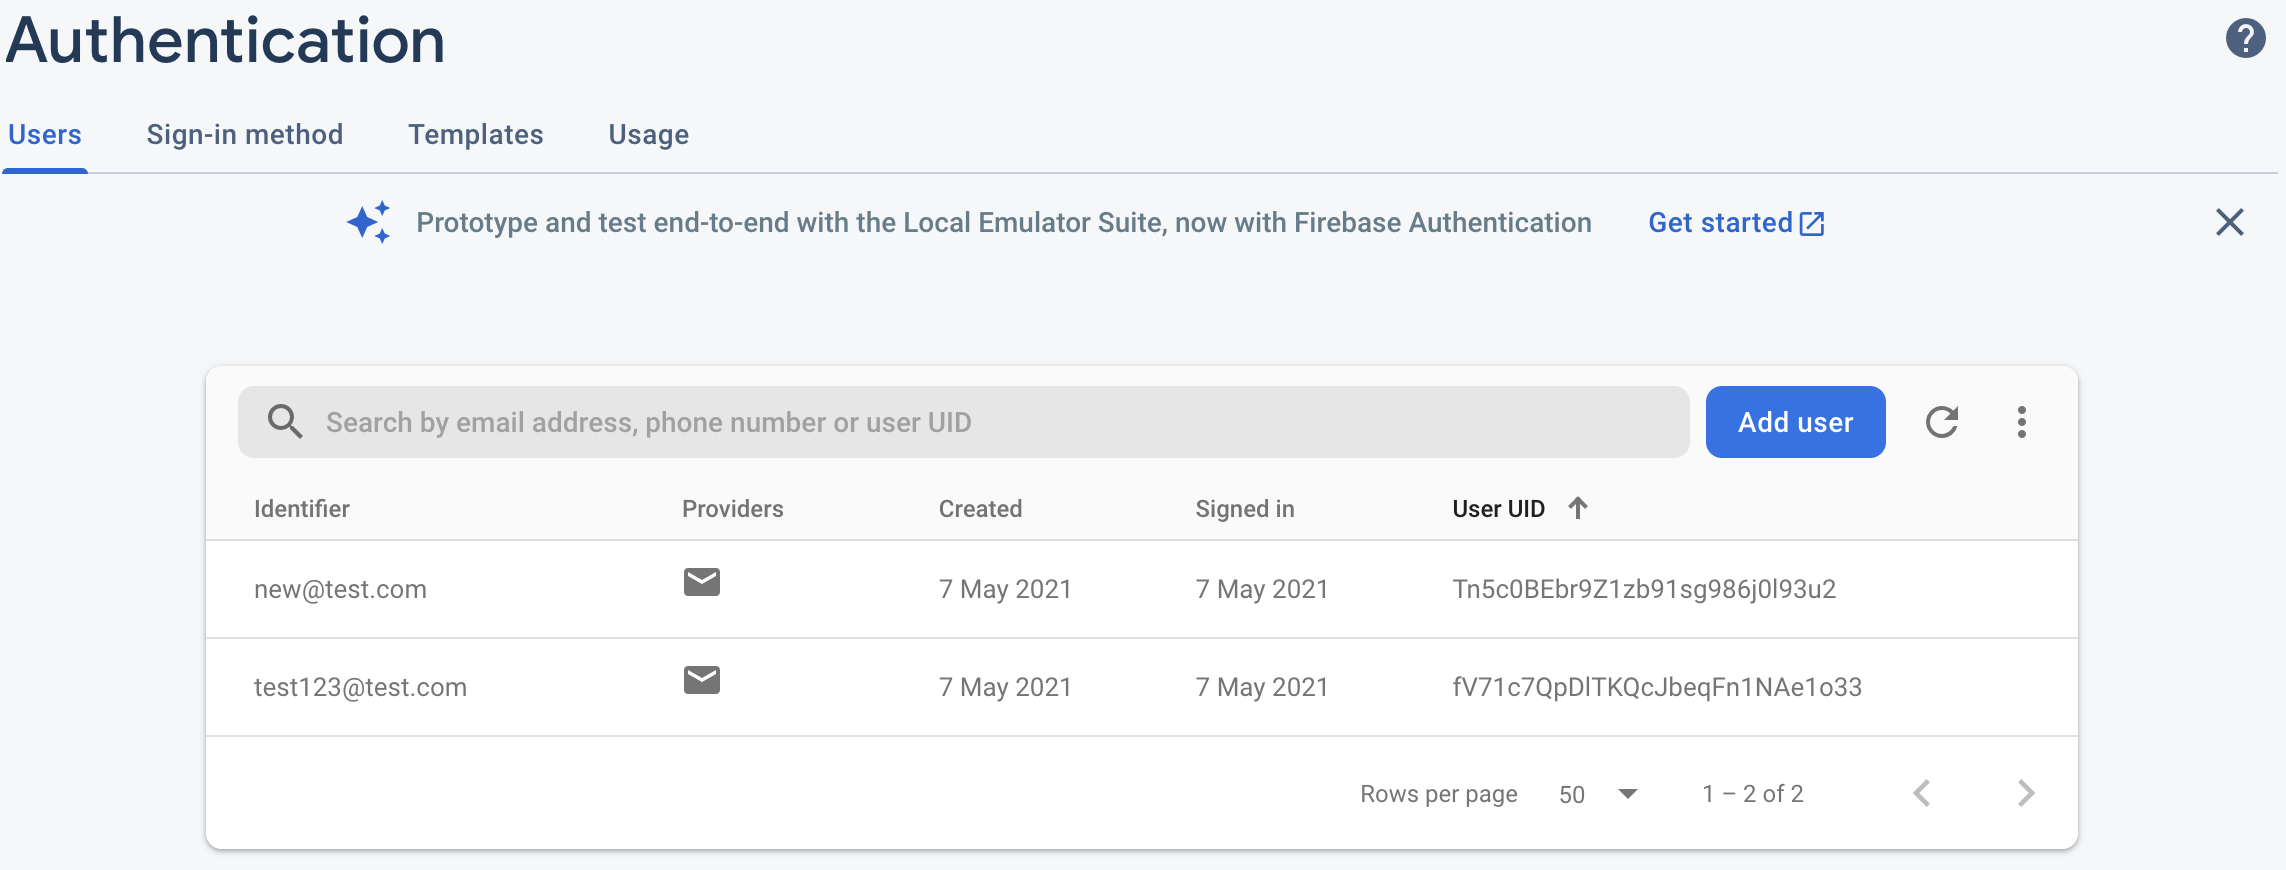 Authentication
Users Sign-in method Templates Usage
Prototype and test end-to-end with the Local Emulator Suite, now with Firebase Authentication Get started
Search by email address, phone number or user UID Add user
Identifier Providers Created Signed in User UID
new@test.com 7 May 2021 7 May 2021 Tn5c0BEbr9Z1zb91sg986j0l93u2
test123@test.com 7 May 2021 7 May 2021 fV71c7QpDlTKQcJbeqFn1NAe1o33
Rows per page 50 1 – 2 of 2